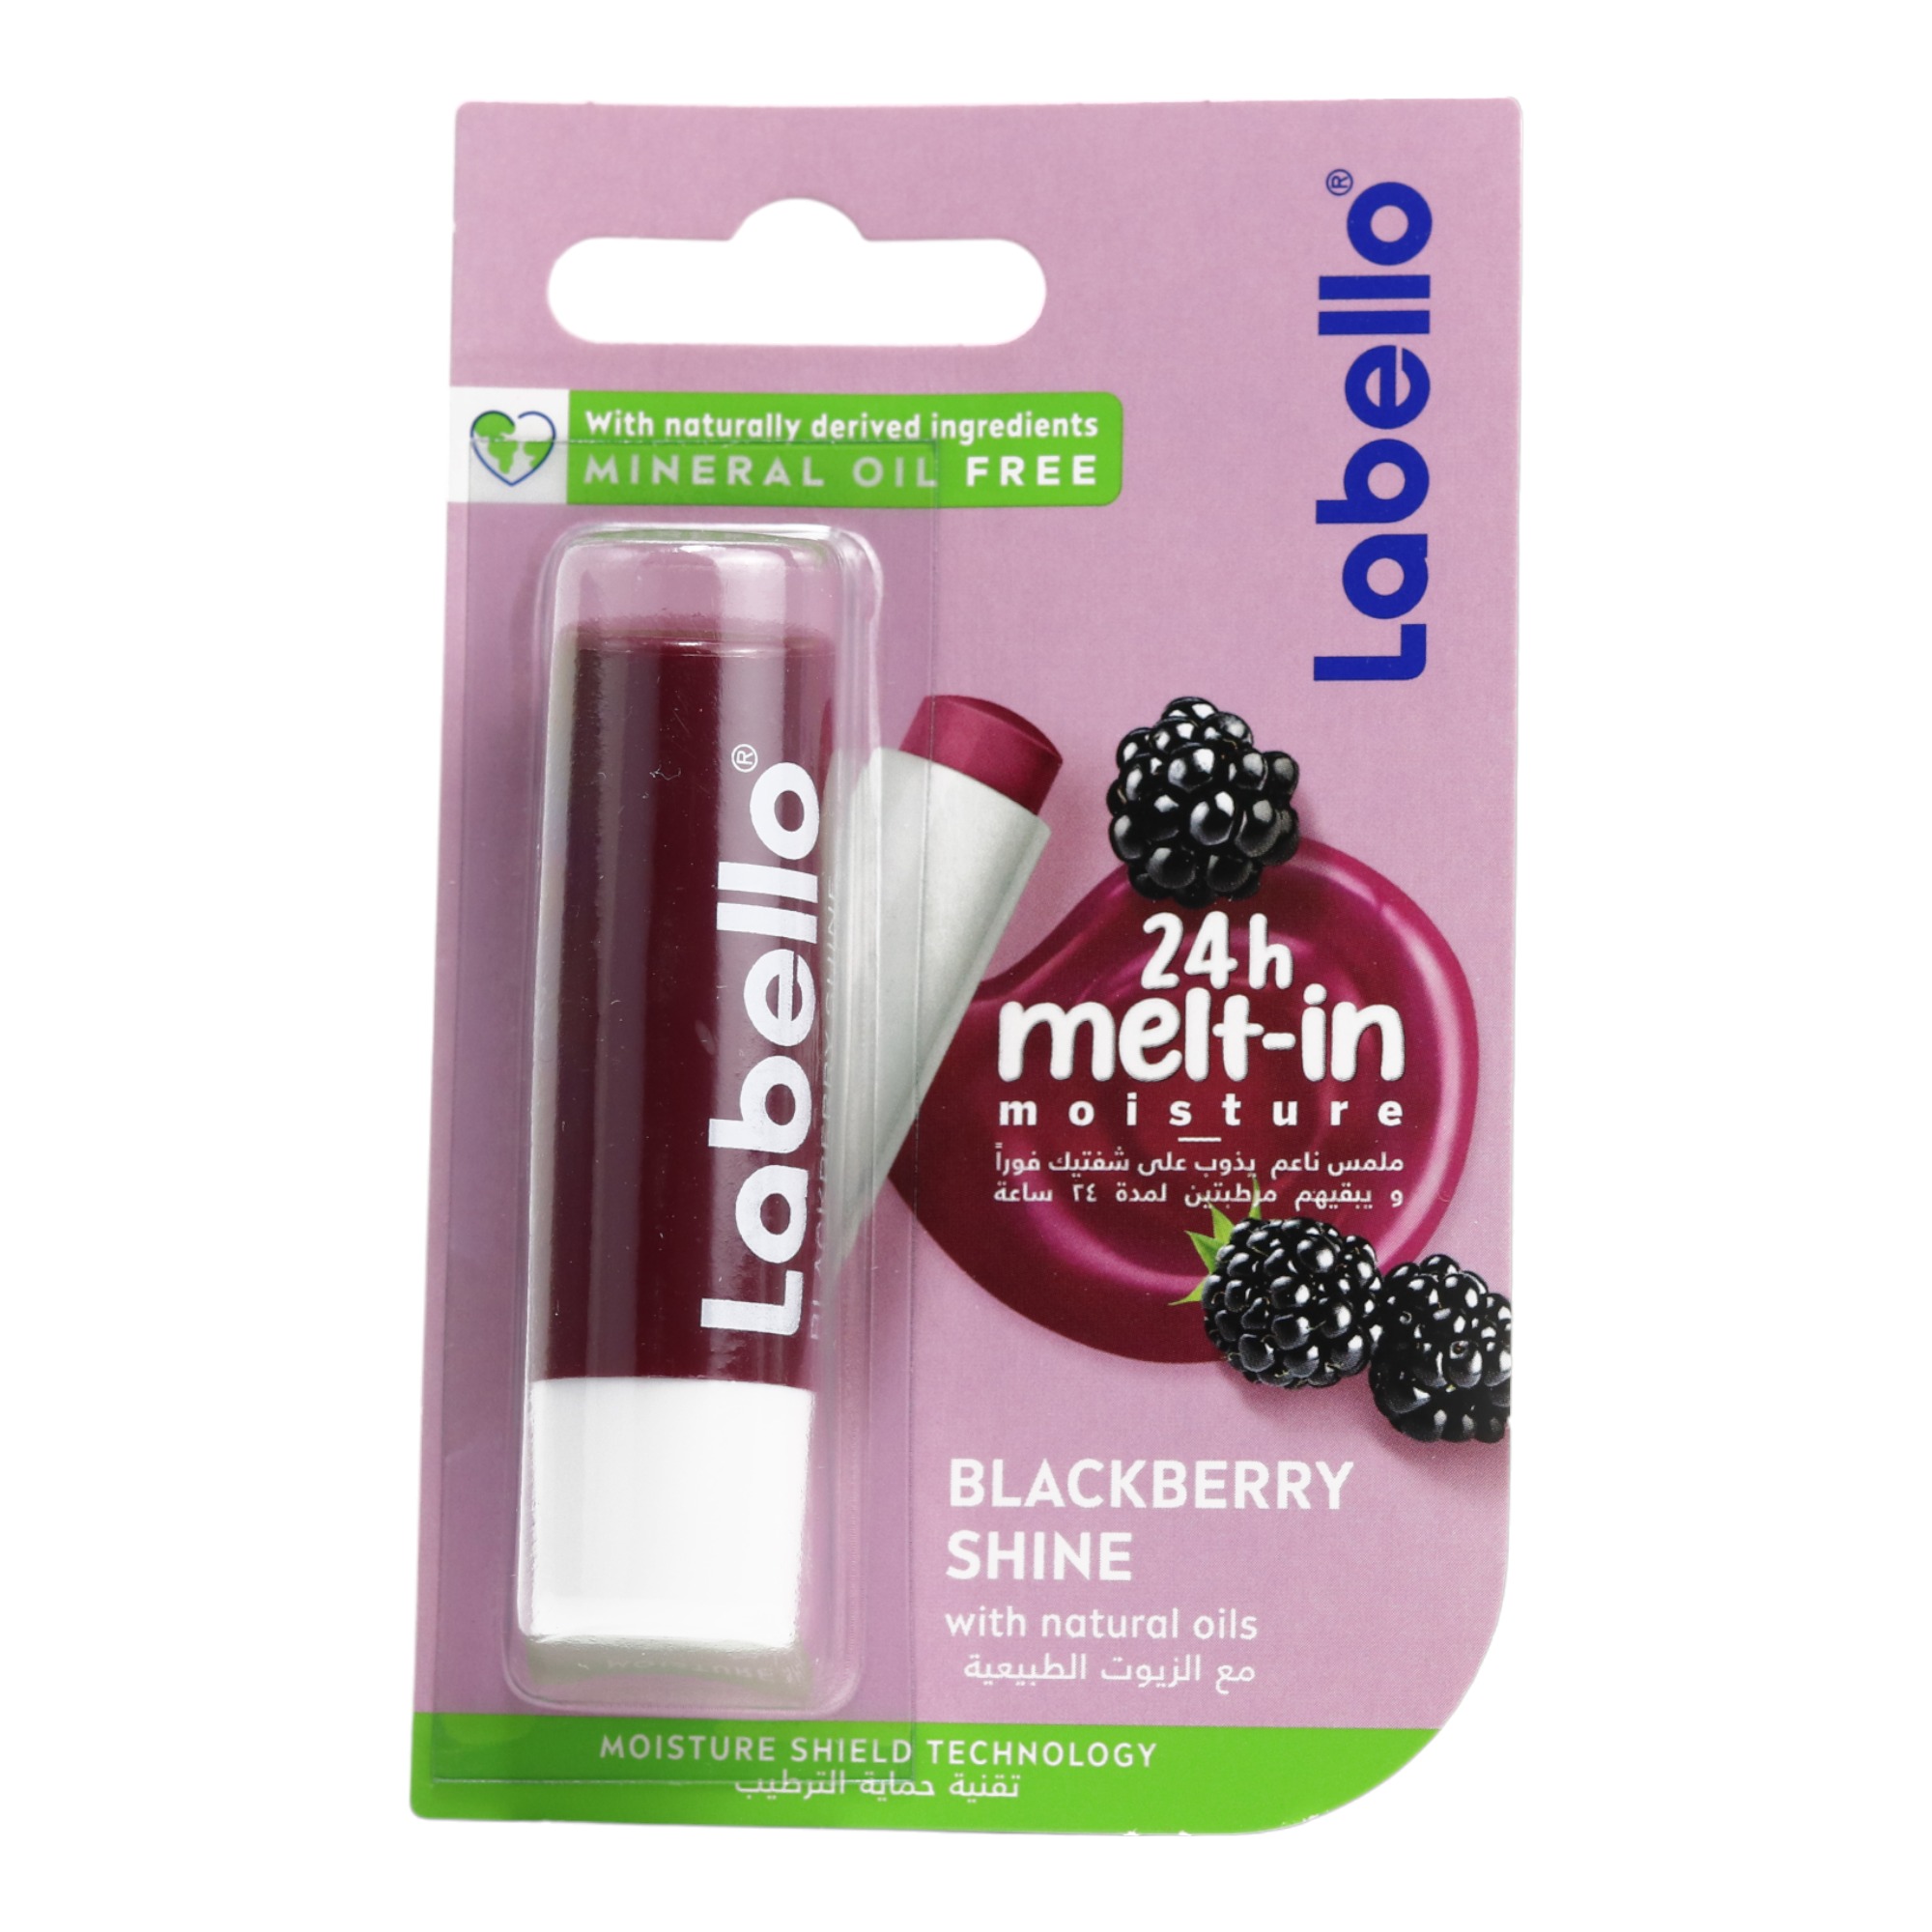 Labello®
With naturally derived ingredients
MINERAL OIL FREE
Labello®
24h
melt-in
moisture
ملمس ناعم يذوب على شفتيك فوراً
و يبقيهم مرطبتين لمدة ٢٤ ساعة
BLACKBERRY
SHINE
with natural oils
مع الزيوت الطبيعية
MOISTURE SHIELD TECHNOLOGY
تقنية حماية الترطيب